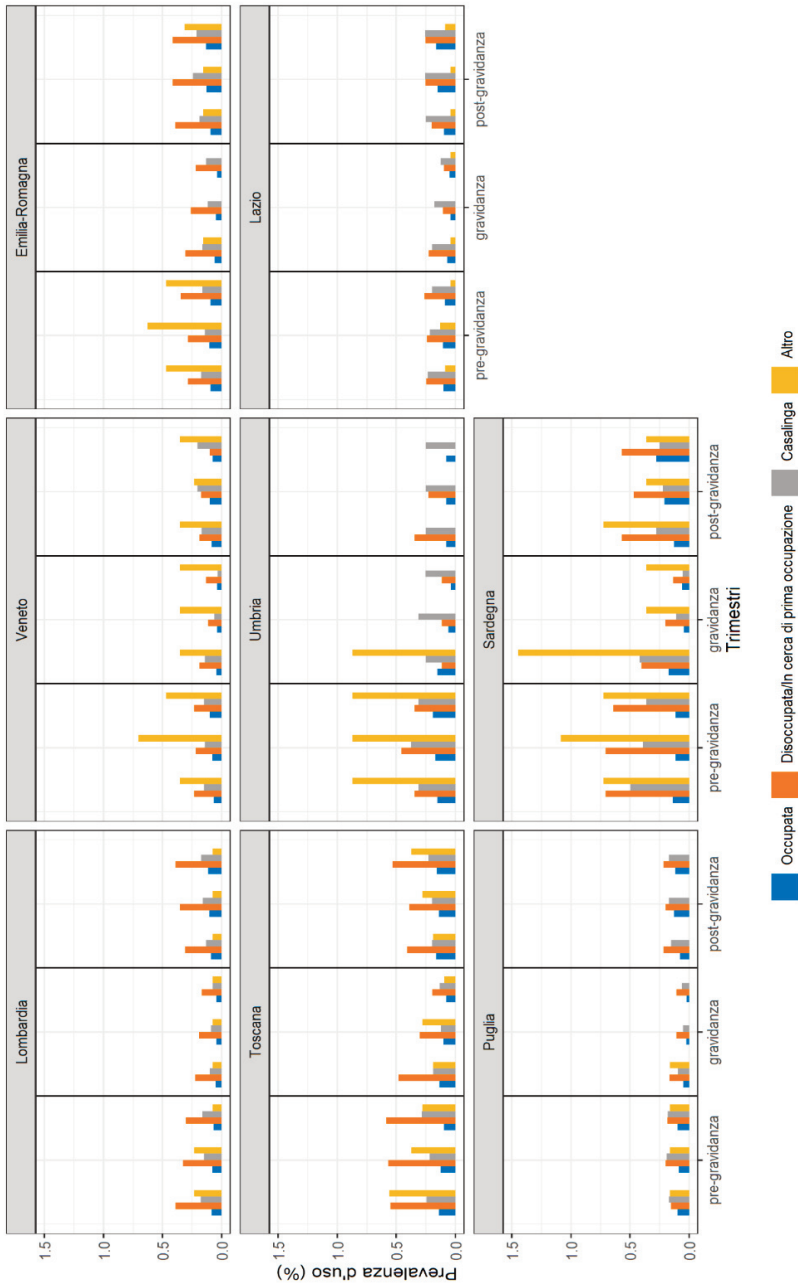 Lombardia
Veneto
Emilia-Romagna
1.5
1.0
0.5
0.0
Toscana
Umbria
Lazio
1.5
1.0
0.5
0.0
Prevalenza d'uso (%)
pre-gravidanza
gravidanza
post-gravidanza
Puglia
Sardegna
1.5
1.0
0.5
0.0
pre-gravidanza
gravidanza
post-gravidanza
pre-gravidanza
gravidanza
post-gravidanza
Trimestri
Occupata
Disoccupata/In cerca di prima occupazione
Casalinga
Altro